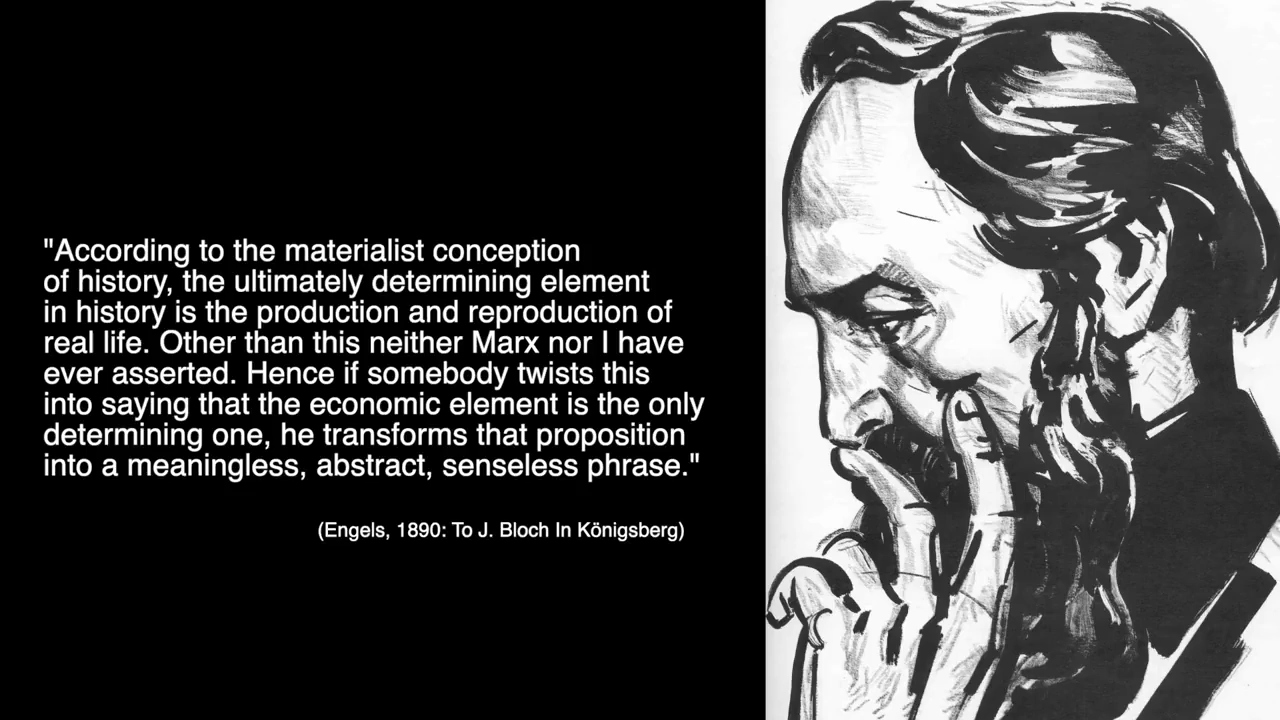 "According to the materialist conception
of history, the ultimately determining element
in history is the production and reproduction of
real life. Other than this neither Marx nor I have
ever asserted. Hence if somebody twists this
into saying that the economic element is the only
determining one, he transforms that proposition
into a meaningless, abstract, senseless phrase."
(Engels, 1890: To J. Bloch In Königsberg)